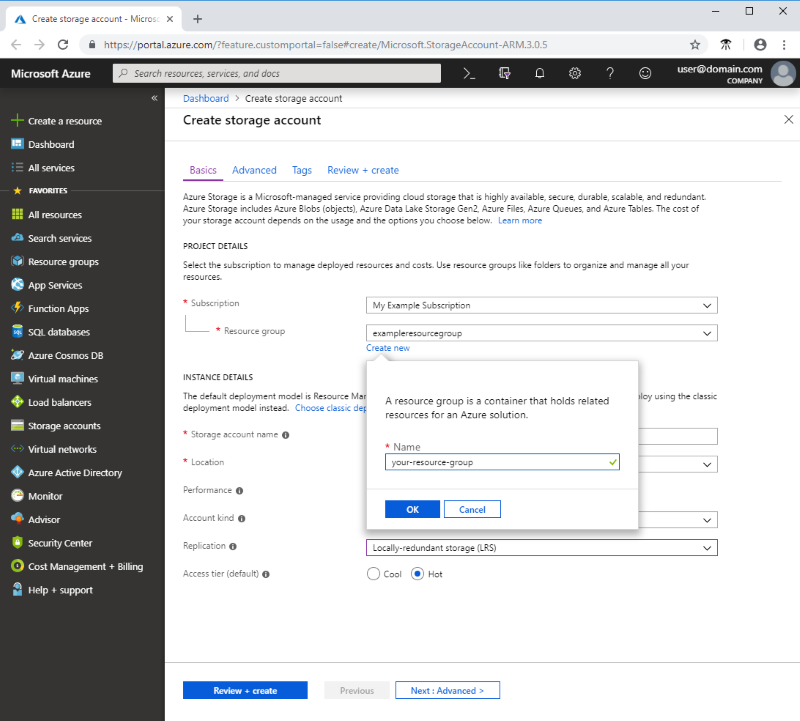 Create storage account - Micros
https://portal.azure.com/?feature.customportal=false#create/Microsoft.StorageAccount-ARM.3.0.5
Microsoft Azure
Search resources, services, and docs
user@domain.com
COMPANY
Create a resource
Dashboard
All services
FAVORITES
All resources
Search services
Resource groups
App Services
Function Apps
SQL databases
Azure Cosmos DB
Virtual machines
Load balancers
Storage accounts
Virtual networks
Azure Active Directory
Monitor
Advisor
Security Center
Cost Management + Billing
Help + support
Dashboard > Create storage account
Create storage account
Basics Advanced Tags Review + create
Azure Storage is a Microsoft-managed service providing cloud storage that is highly available, secure, durable, scalable, and redundant.
Azure Storage includes Azure Blobs (objects), Azure Data Lake Storage Gen2, Azure Files, Azure Queues, and Azure Tables. The cost of
your storage account depends on the usage and the options you choose below. Learn more
PROJECT DETAILS
Select the subscription to manage deployed resources and costs. Use resource groups like folders to organize and manage all your
resources.
* Subscription My Example Subscription
* Resource group exampleresourcegroup
Create new
A resource group is a container that holds related
resources for an Azure solution.
* Name
your-resource-group
OK Cancel
INSTANCE DETAILS
The default deployment model is Resource Ma ploy using the classic
deployment model instead. Choose classic dep
* Storage account name
* Location
Performance
Account kind
Replication Locally-redundant storage (LRS)
Access tier (default) Cool Hot
Review + create Previous Next : Advanced >